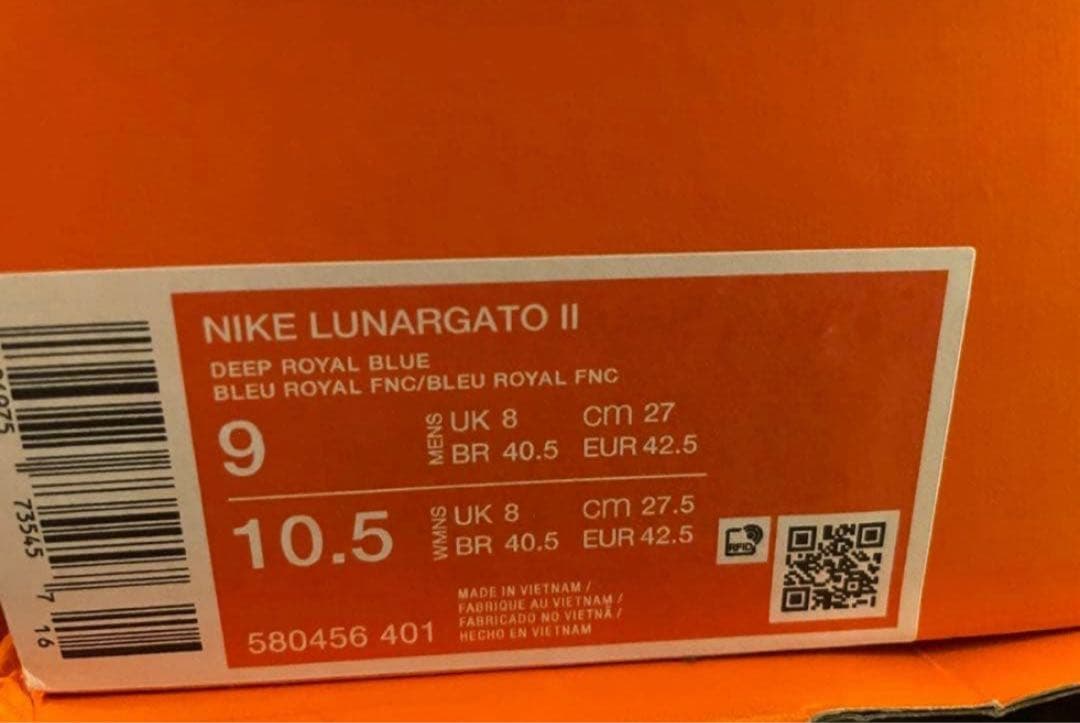 NIKE LUNARGATO II
DEEP ROYAL BLUE
BLEU ROYAL FNC/BLEU ROYAL FNC
9
MENS
UK 8 cm 27
BR 40.5 EUR 42.5
10.5
WMNS
UK 8 cm 27.5
BR 40.5 EUR 42.5
RFID
MADE IN VIETNAM /
FABRIQUE AU VIETNAM /
FABRICADO NO VIETNÃ /
HECHO EN VIETNAM
580456 401
73545 7 16